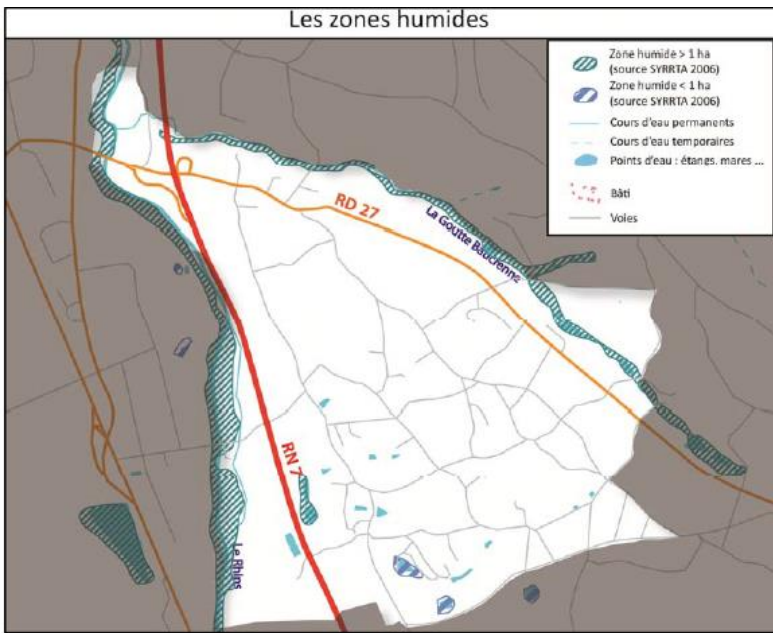 Les zones humides
Zone humide > 1 ha
(source SYRRTA 2006)
Zone humide < 1 ha
(source SYRRTA 2006)
Cours d'eau permanents
Cours d'eau temporaires
Points d'eau : étangs. mares ...
Bâti
Voies
RD 27
La Goutte Baucienne
RN 7
Le Rhins